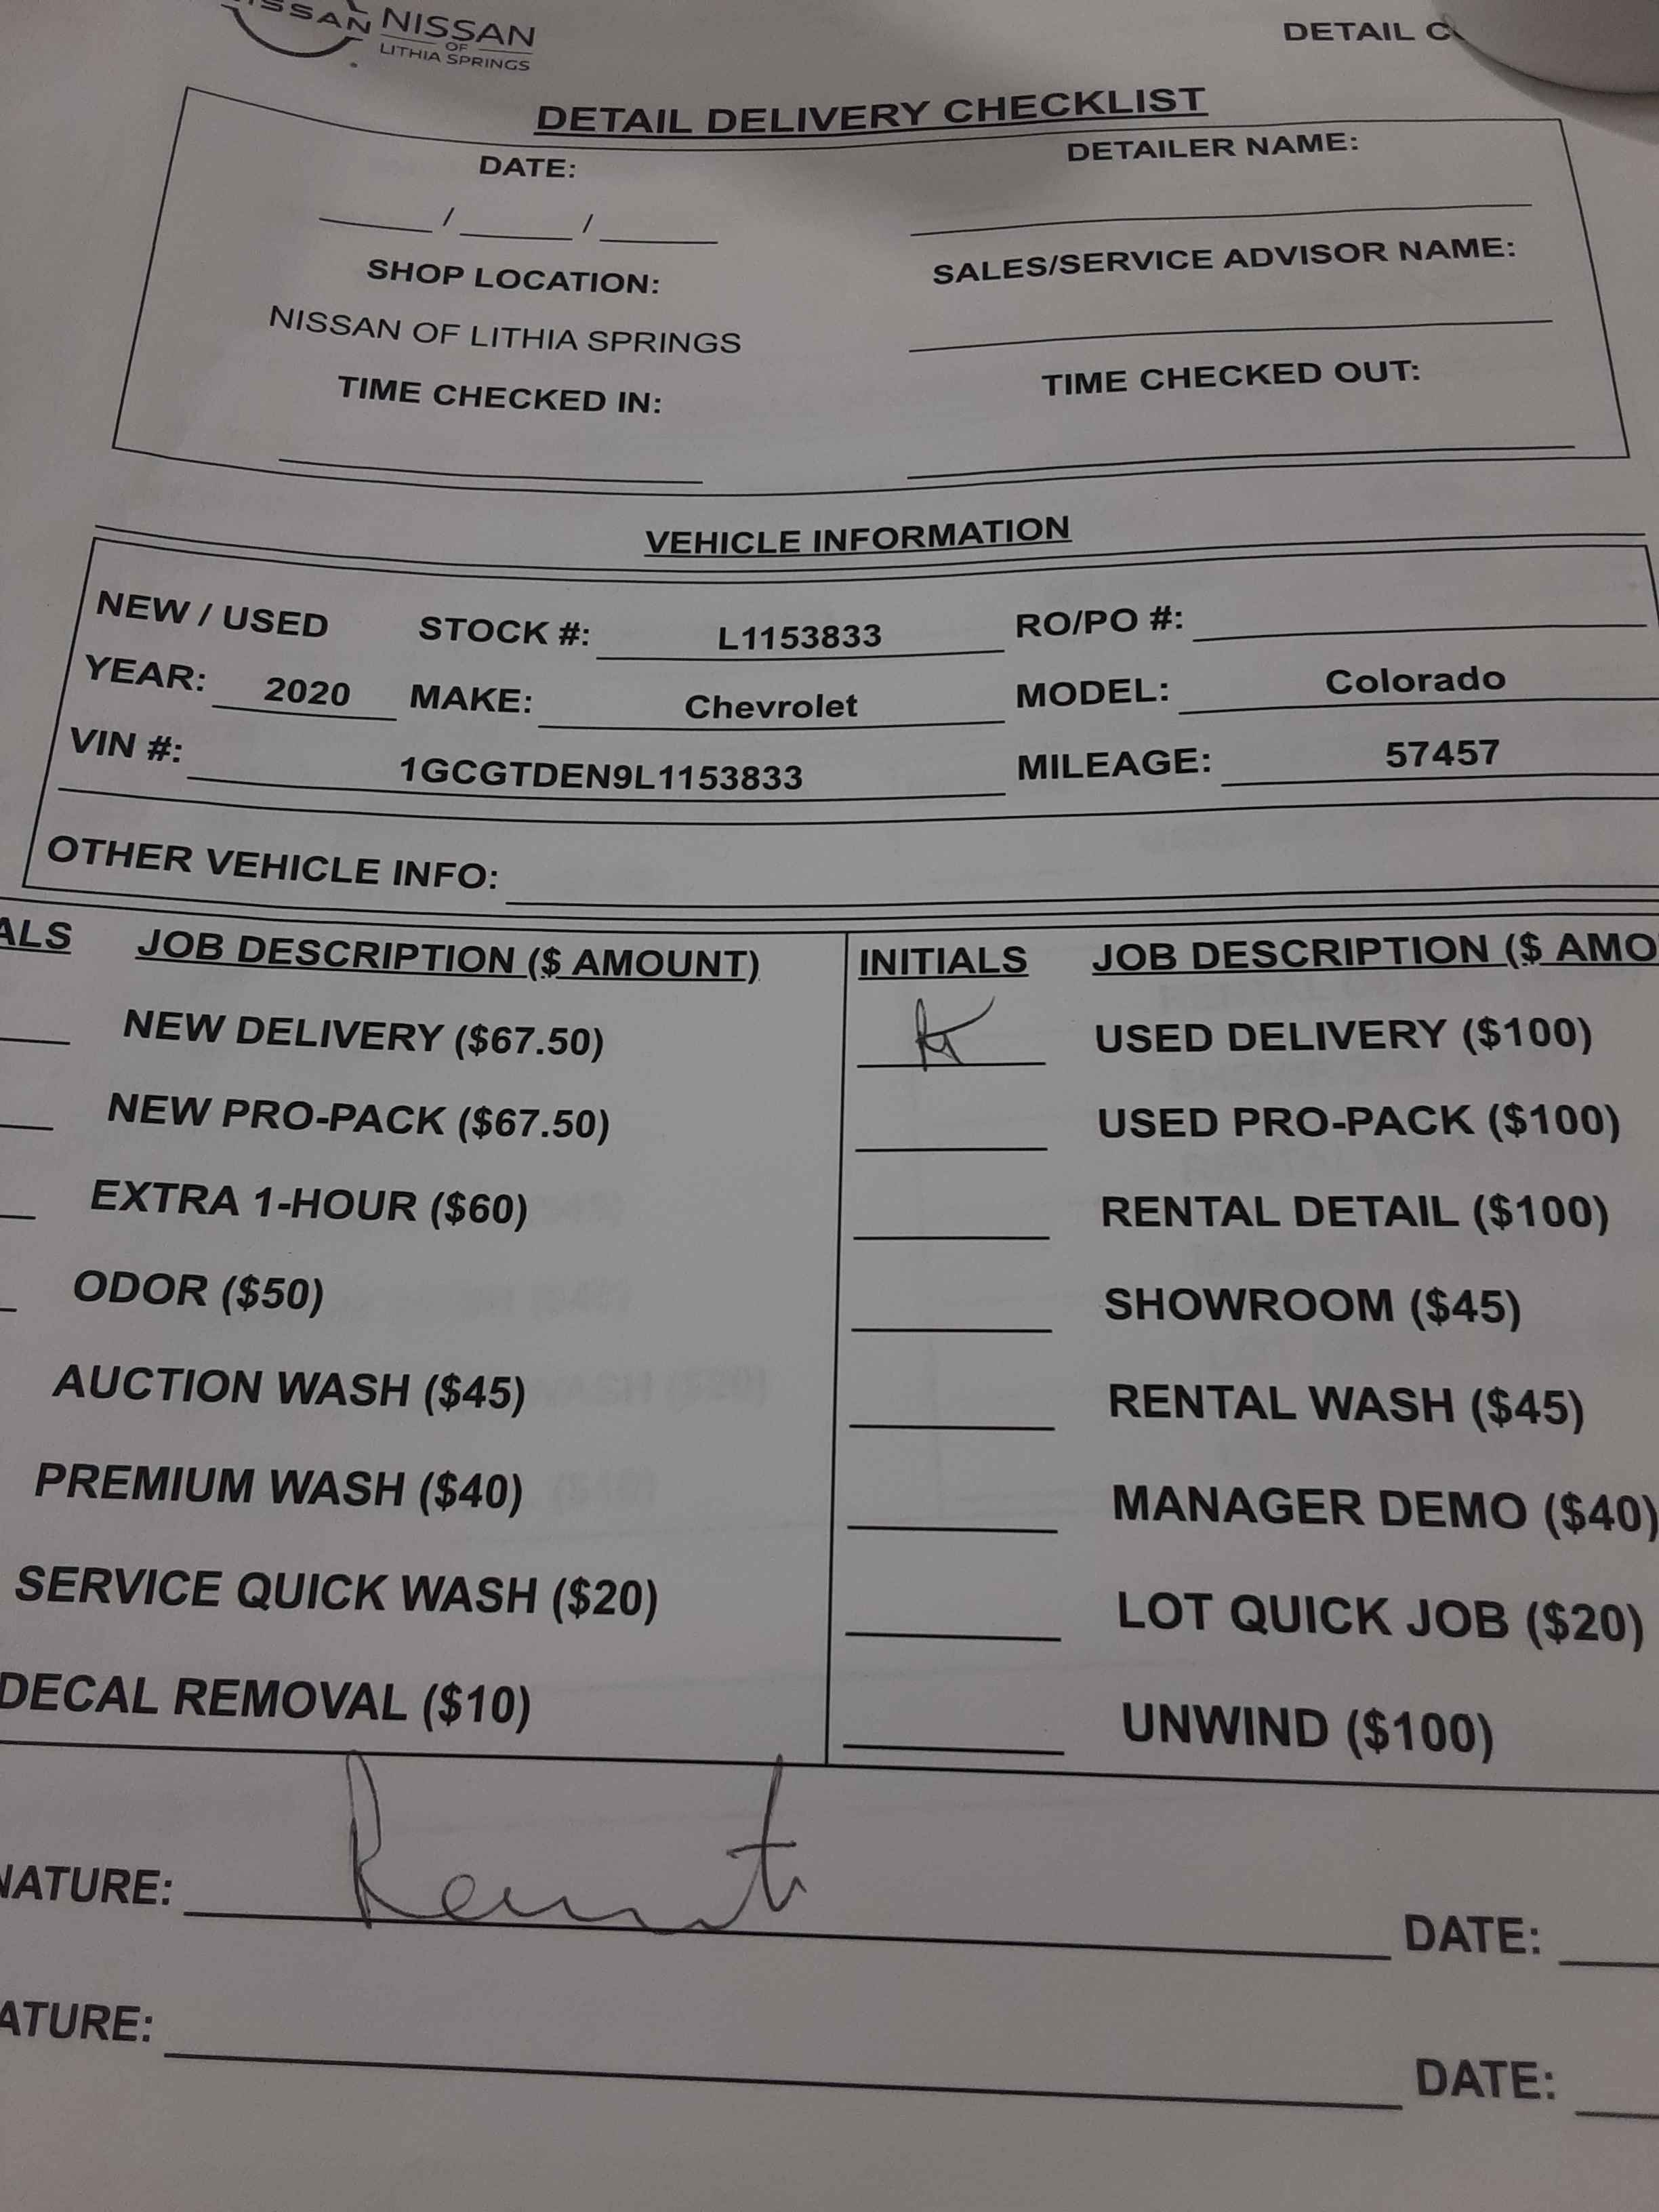 NISSAN
NISSAN
OF
LITHIA SPRINGS
DETAIL
DETAIL DELIVERY CHECKLIST
DATE:
DETAILER NAME:
/ /
SHOP LOCATION:
SALES/SERVICE ADVISOR NAME:
NISSAN OF LITHIA SPRINGS
TIME CHECKED IN:
TIME CHECKED OUT:
VEHICLE INFORMATION
NEW / USED STOCK #: L1153833 RO/PO #:
YEAR: 2020 MAKE: Chevrolet MODEL: Colorado
VIN #: 1GCGTDEN9L1153833 MILEAGE: 57457
OTHER VEHICLE INFO:
ALS JOB DESCRIPTION ($ AMOUNT) INITIALS JOB DESCRIPTION ($ AMO
NEW DELIVERY ($67.50) USED DELIVERY ($100)
NEW PRO-PACK ($67.50) USED PRO-PACK ($100)
EXTRA 1-HOUR ($60) RENTAL DETAIL ($100)
ODOR ($50) SHOWROOM ($45)
AUCTION WASH ($45) RENTAL WASH ($45)
PREMIUM WASH ($40) MANAGER DEMO ($40)
SERVICE QUICK WASH ($20) LOT QUICK JOB ($20)
DECAL REMOVAL ($10) UNWIND ($100)
NATURE: DATE:
ATURE: DATE: